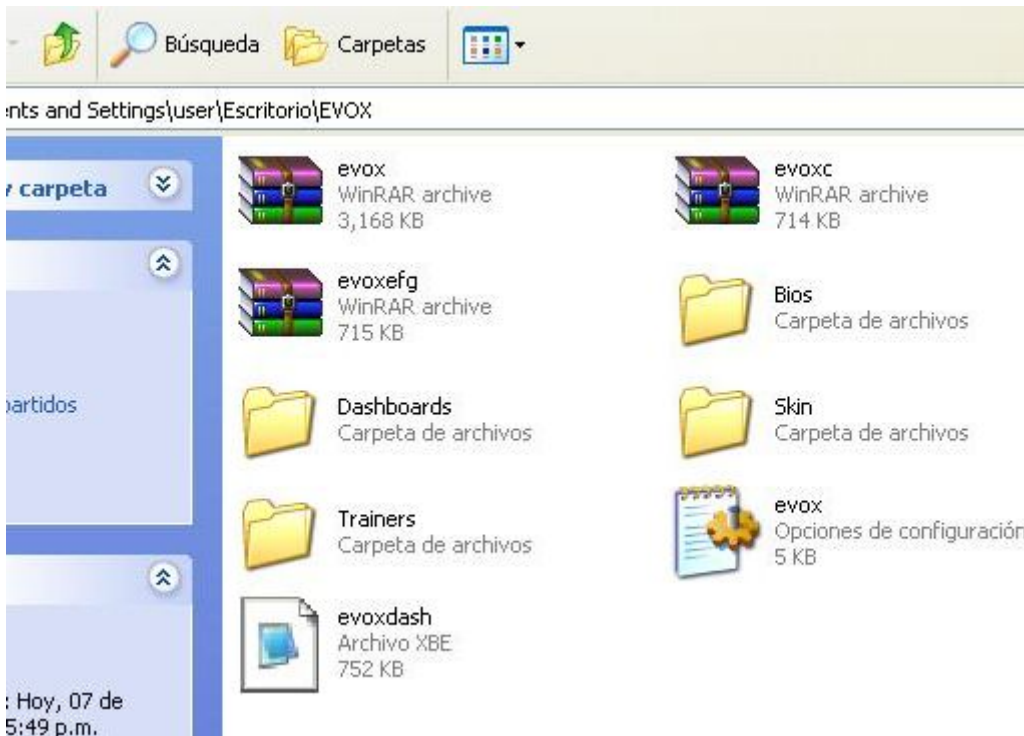 Búsqueda Carpetas
ents and Settings\user\Escritorio\EVOX
y carpeta
evox
WinRAR archive
3,168 KB
evoxc
WinRAR archive
714 KB
evoxefg
WinRAR archive
715 KB
Bios
Carpeta de archivos
Dashboards
Carpeta de archivos
Skin
Carpeta de archivos
partidos
Trainers
Carpeta de archivos
evox
Opciones de configuración
5 KB
evoxdash
Archivo XBE
752 KB
: Hoy, 07 de
5:49 p.m.